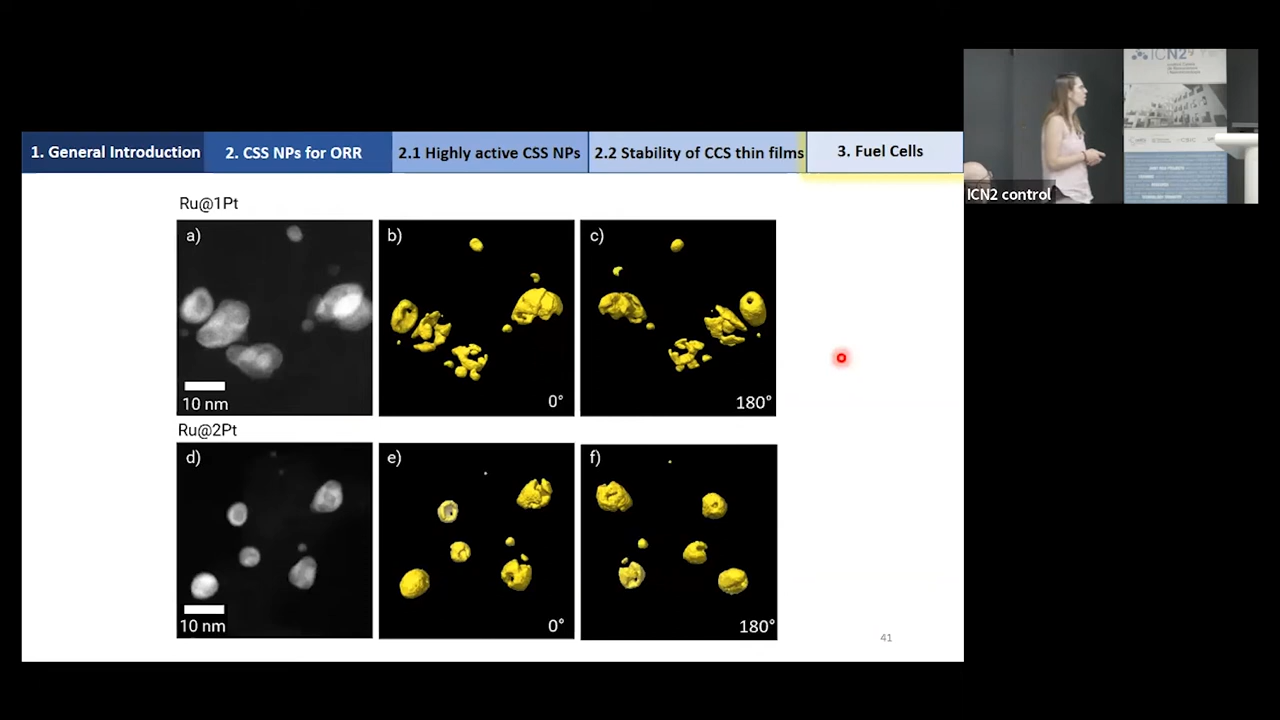 1. General Introduction
2. CSS NPs for ORR
2.1 Highly active CSS NPs
2.2 Stability of CCS thin films
3. Fuel Cells
Ru@1Pt
a)
10 nm
b)
0°
c)
180°
Ru@2Pt
d)
10 nm
e)
0°
f)
180°
41
ICN2
ICN2 control